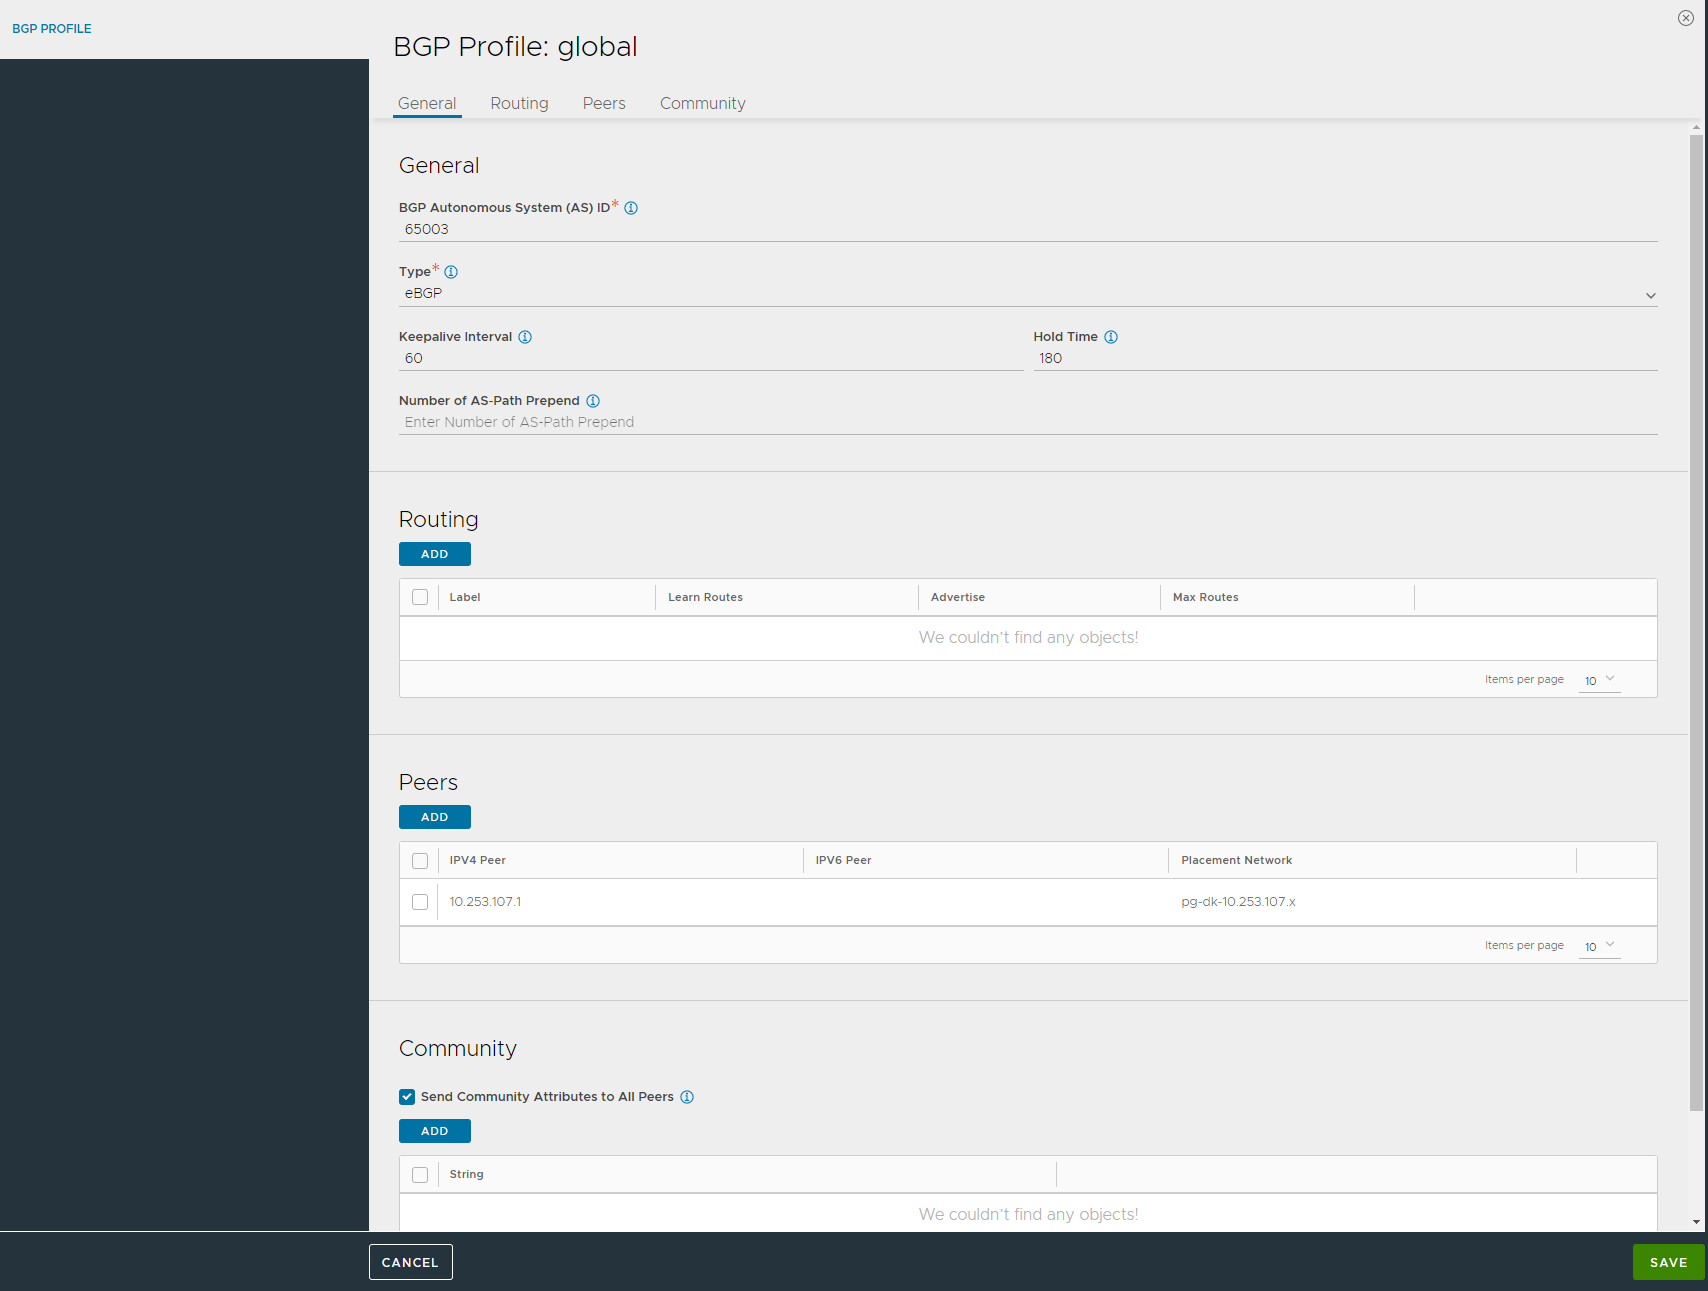 BGP PROFILE
BGP Profile: global
General Routing Peers Community
General
BGP Autonomous System (AS) ID*
65003
Type*
eBGP
Keepalive Interval Hold Time
60 180
Number of AS-Path Prepend
Enter Number of AS-Path Prepend
Routing
ADD
Label Learn Routes Advertise Max Routes
We couldn't find any objects!
Items per page 10
Peers
ADD
IPV4 Peer IPV6 Peer Placement Network
10.253.107.1 pg-dk-10.253.107.x
Items per page 10
Community
Send Community Attributes to All Peers
ADD
String
We couldn't find any objects!
CANCEL SAVE